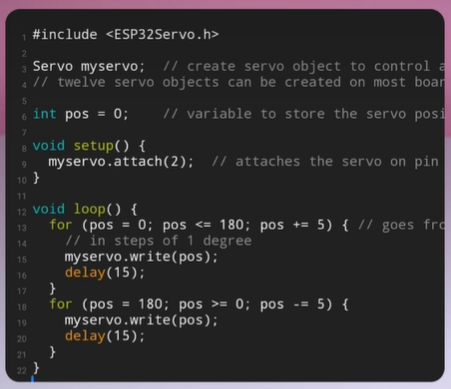 1 #include <ESP32Servo.h>
2
3 Servo myservo;  // create servo object to control a
4 // twelve servo objects can be created on most boar
5
6 int pos = 0;    // variable to store the servo posi
7
8 void setup() {
9   myservo.attach(2);  // attaches the servo on pin
10 }
11
12 void loop() {
13   for (pos = 0; pos <= 180; pos += 5) { // goes fro
14     // in steps of 1 degree
15     myservo.write(pos);
16     delay(15);
17   }
18   for (pos = 180; pos >= 0; pos -= 5) {
19     myservo.write(pos);
20     delay(15);
21   }
22 }